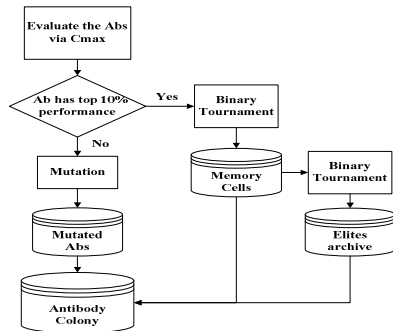 Evaluate the Abs
via Cmax
Ab has top 10%
performance
Yes
No
Binary
Tournament
Mutation
Memory
Cells
Binary
Tournament
Mutated
Abs
Elites
archive
Antibody
Colony